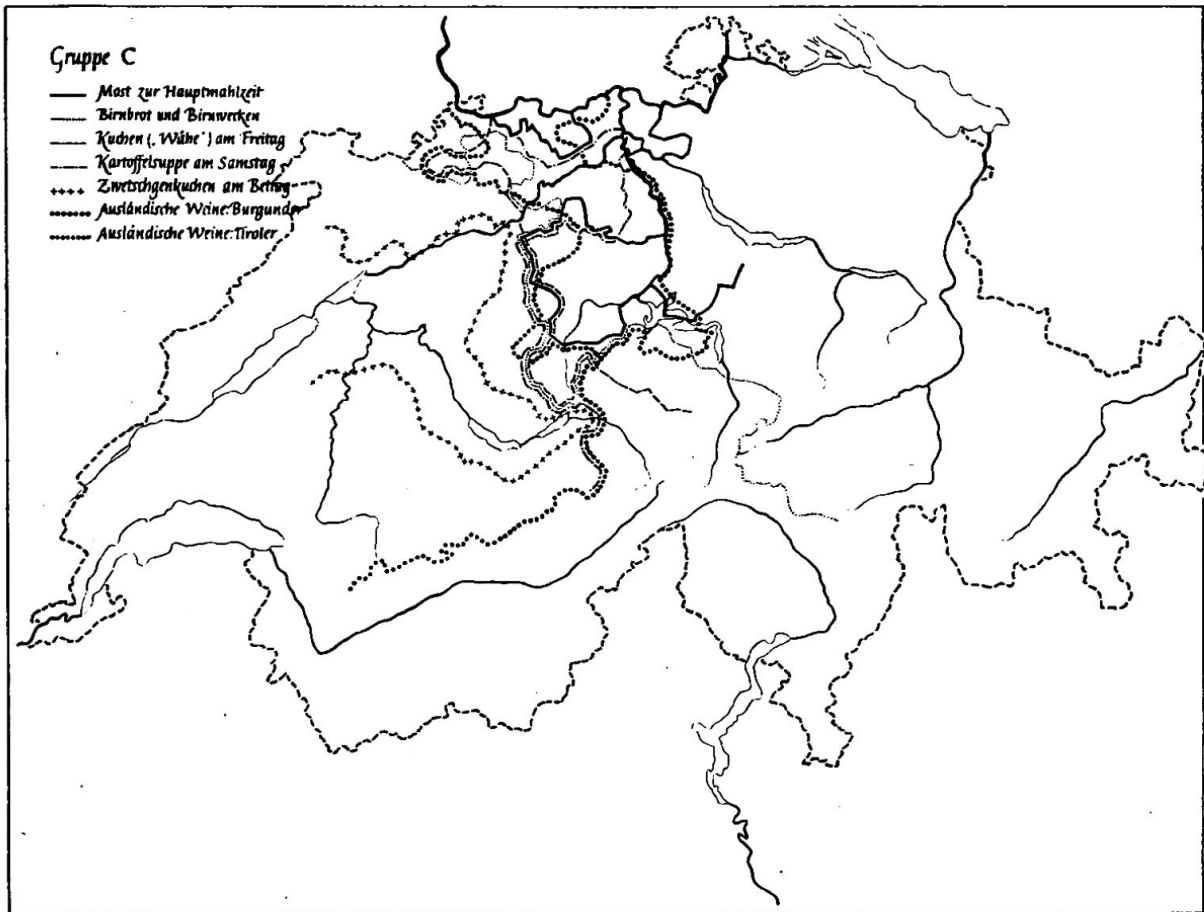 Gruppe C
Most zur Hauptmahlzeit
Birnbrot und Birnwecken
Kuchen („Wähe“) am Freitag
Kartoffelsuppe am Samstag
Zwetschgenkuchen am Bettag
Ausländische Weine: Burgunder
Ausländische Weine: Tiroler